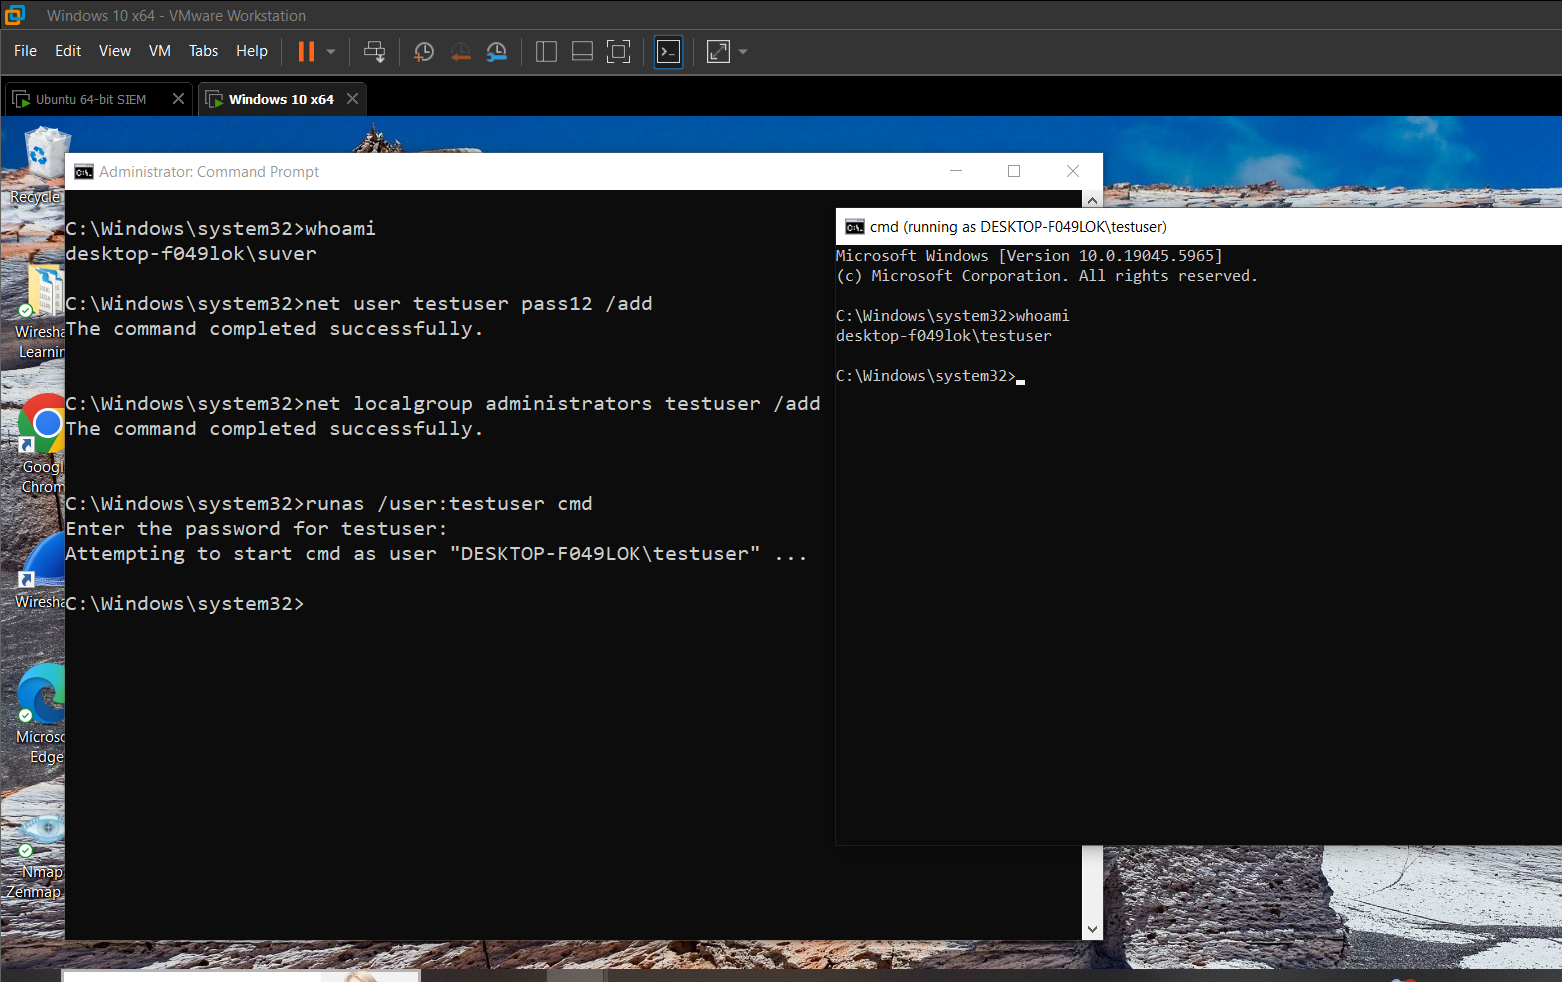 Windows 10 x64 - VMware Workstation
File Edit View VM Tabs Help
Ubuntu 64-bit SIEM
Windows 10 x64
Recycle
Administrator: Command Prompt
C:\Windows\system32>whoami
desktop-f049lok\suver
C:\Windows\system32>net user testuser pass12 /add
The command completed successfully.
C:\Windows\system32>net localgroup administrators testuser /add
The command completed successfully.
C:\Windows\system32>runas /user:testuser cmd
Enter the password for testuser:
Attempting to start cmd as user "DESKTOP-F049LOK\testuser" ...
C:\Windows\system32>
cmd (running as DESKTOP-F049LOK\testuser)
Microsoft Windows [Version 10.0.19045.5965]
(c) Microsoft Corporation. All rights reserved.
C:\Windows\system32>whoami
desktop-f049lok\testuser
C:\Windows\system32>
Wiresha
Learnin
Googl
Chrom
Wiresha
Microso
Edge
Nmap
Zenmap